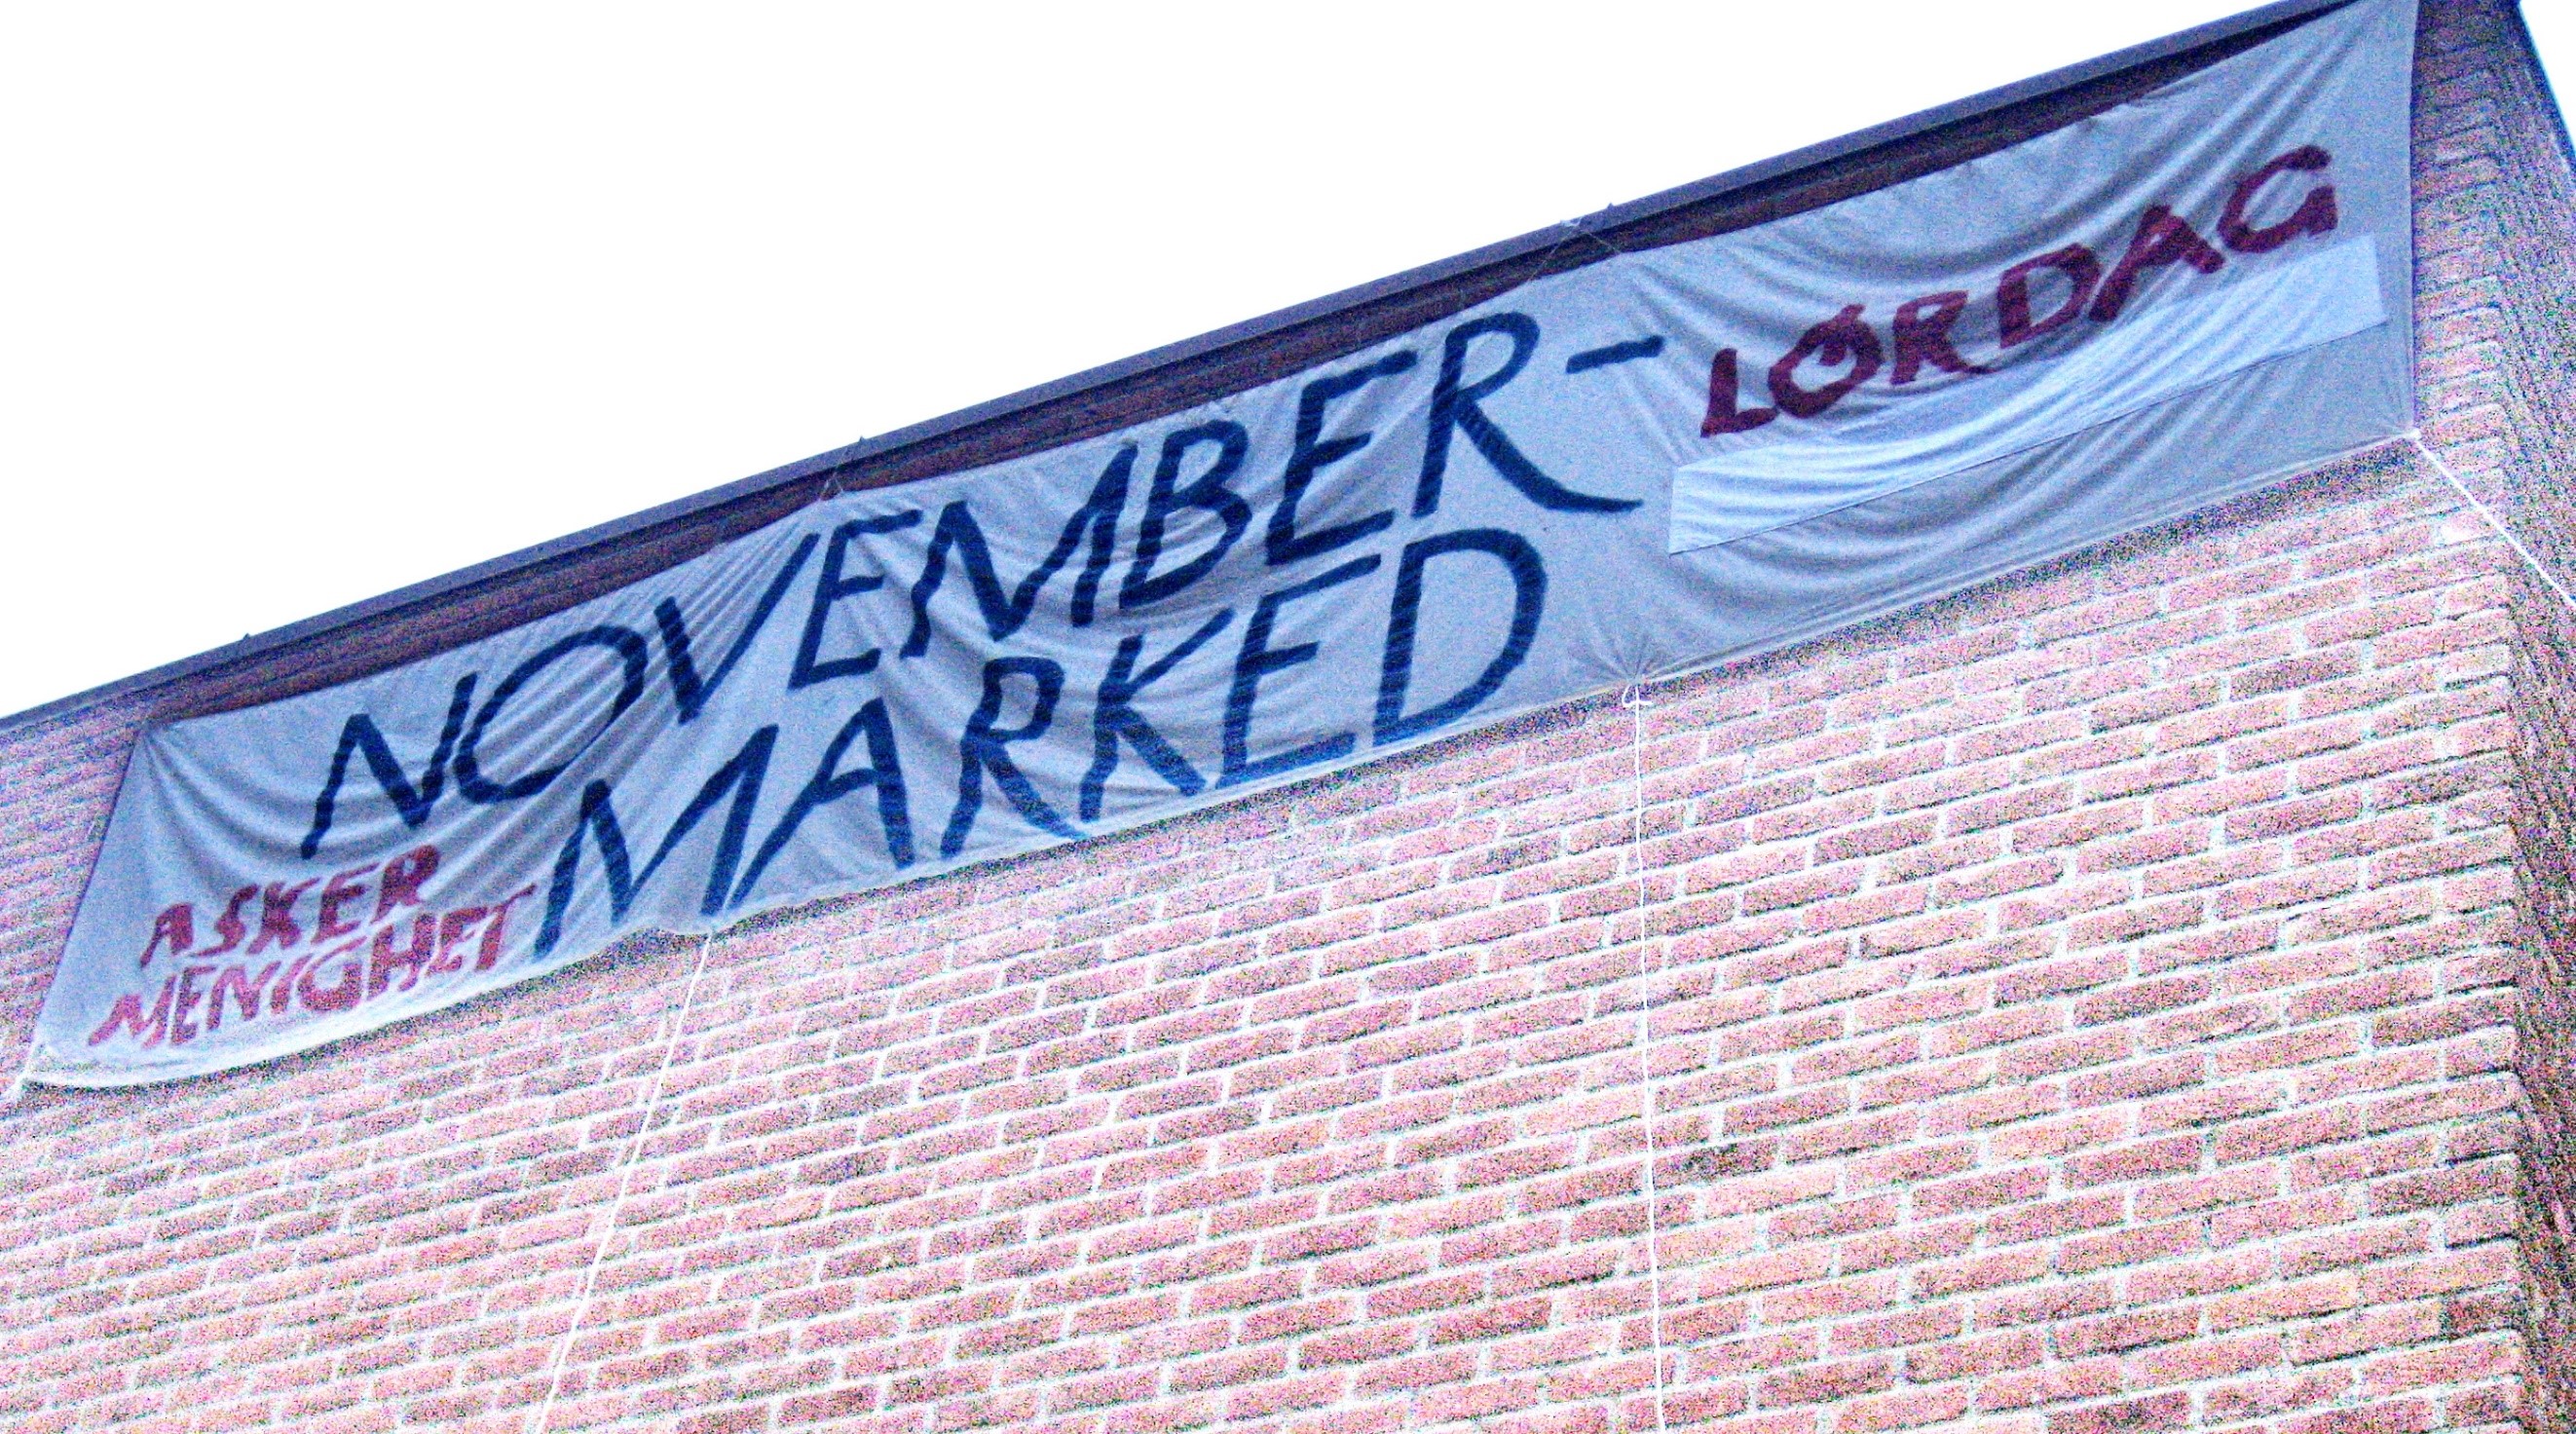 NOVEMBER-
MARKED
ASKER
MENIGHET
LØRDAG